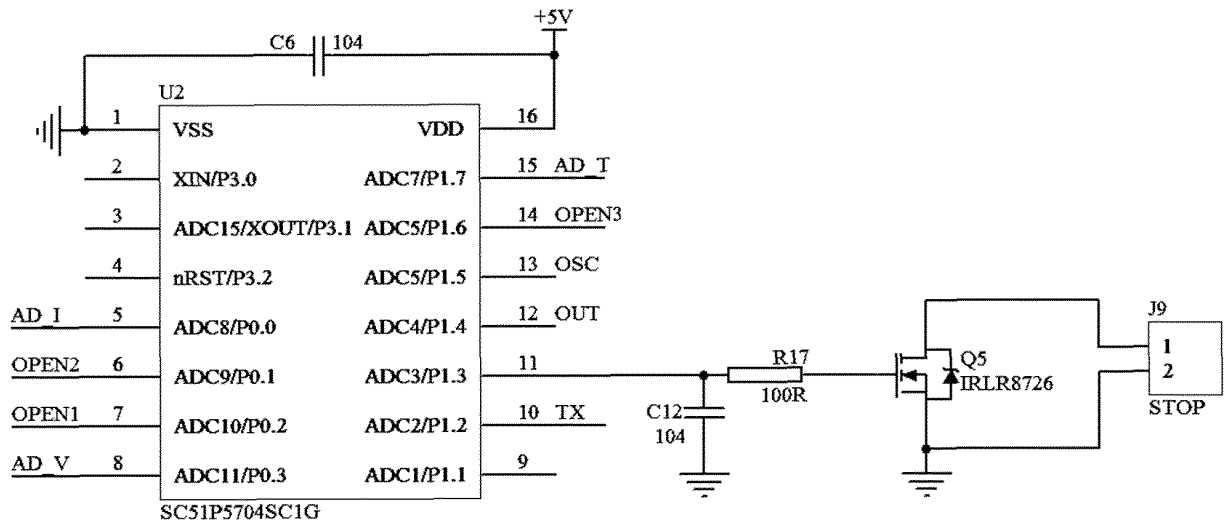 +5V
C6 104
U2
1 VSS VDD 16
2 XIN/P3.0 ADC7/P1.7 15 AD_T
3 ADC15/XOUT/P3.1 ADC5/P1.6 14 OPEN3
4 nRST/P3.2 ADC5/P1.5 13 OSC
AD_I 5 ADC8/P0.0 ADC4/P1.4 12 OUT
OPEN2 6 ADC9/P0.1 ADC3/P1.3 11
OPEN1 7 ADC10/P0.2 ADC2/P1.2 10 TX
AD_V 8 ADC11/P0.3 ADC1/P1.1 9
SC51P5704SC1G
C12
104
R17
100R
Q5
IRLR8726
J9
1
2
STOP